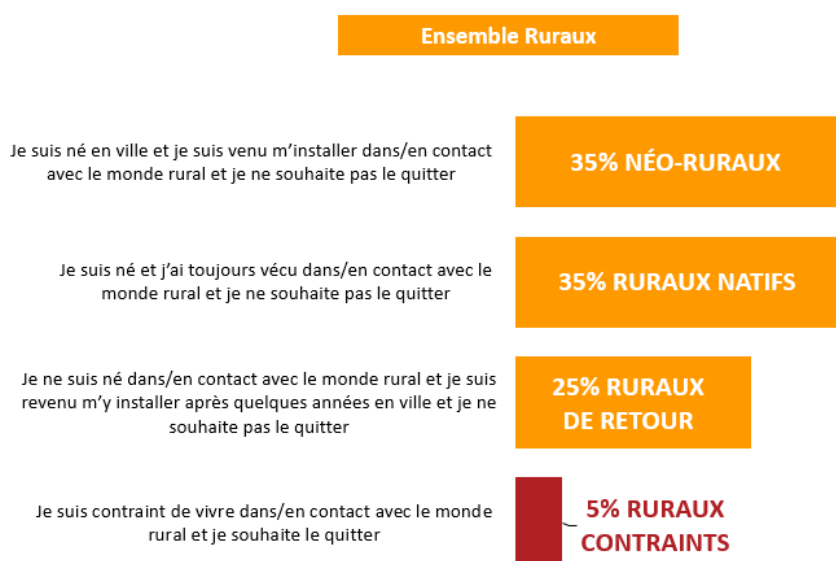 Ensemble Ruraux
Je suis né en ville et je suis venu m’installer dans/en contact
avec le monde rural et je ne souhaite pas le quitter
35% NÉO-RURAUX
Je suis né et j’ai toujours vécu dans/en contact avec le
monde rural et je ne souhaite pas le quitter
35% RURAUX NATIFS
Je ne suis né dans/en contact avec le monde rural et je suis
revenu m’y installer après quelques années en ville et je ne
souhaite pas le quitter
25% RURAUX
DE RETOUR
Je suis contraint de vivre dans/en contact avec le monde
rural et je souhaite le quitter
5% RURAUX
CONTRAINTS